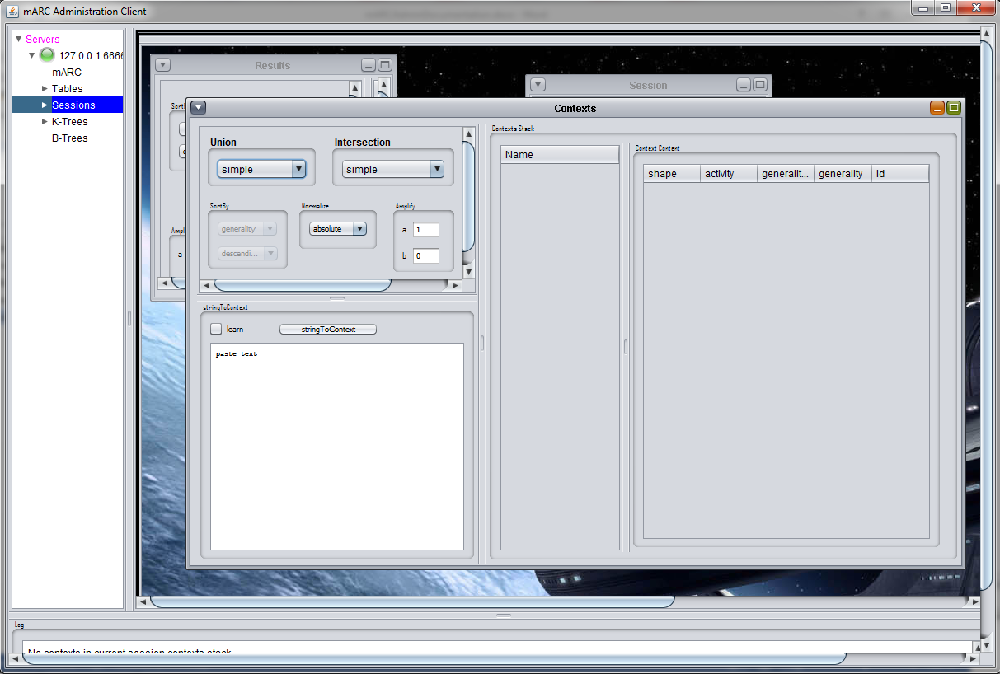 mARC Administration Client
Servers
127.0.0.1:6666
mARC
Tables
Sessions
K-Trees
B-Trees
Results
Session
Contexts
Union
simple
Intersection
simple
SortBy
generality
descendi...
Normalize
absolute
Amplify
a 1
b 0
a
stringToContext
learn
stringToContext
paste text
Contexts Stack
Name
Context Content
shape activity generalit... generality id
Log
No contexts in current session contexts stack